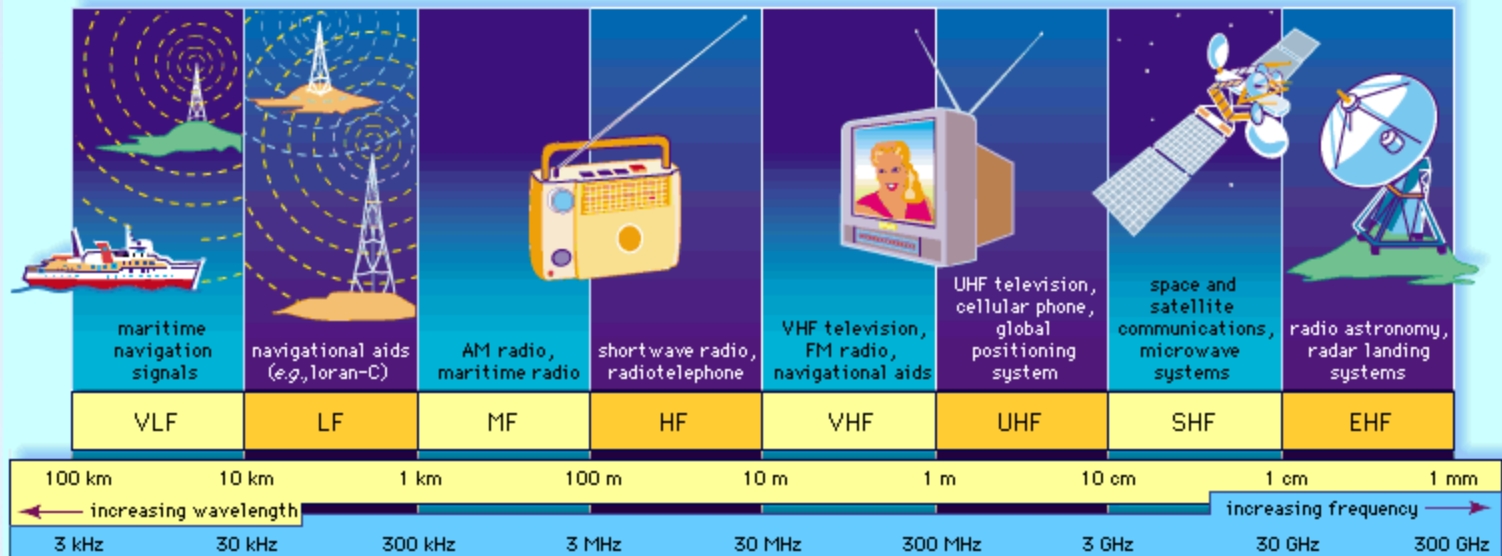 maritime
navigation
signals
navigational aids
(e.g.,loran-C)
AM radio,
maritime radio
shortwave radio,
radiotelephone
VHF television,
FM radio,
navigational aids
UHF television,
cellular phone,
global
positioning
system
space and
satellite
communications,
microwave
systems
radio astronomy,
radar landing
systems
VLF LF MF HF VHF UHF SHF EHF
100 km 10 km 1 km 100 m 10 m 1 m 10 cm 1 cm 1 mm
increasing wavelength increasing frequency
3 kHz 30 kHz 300 kHz 3 MHz 30 MHz 300 MHz 3 GHz 30 GHz 300 GHz